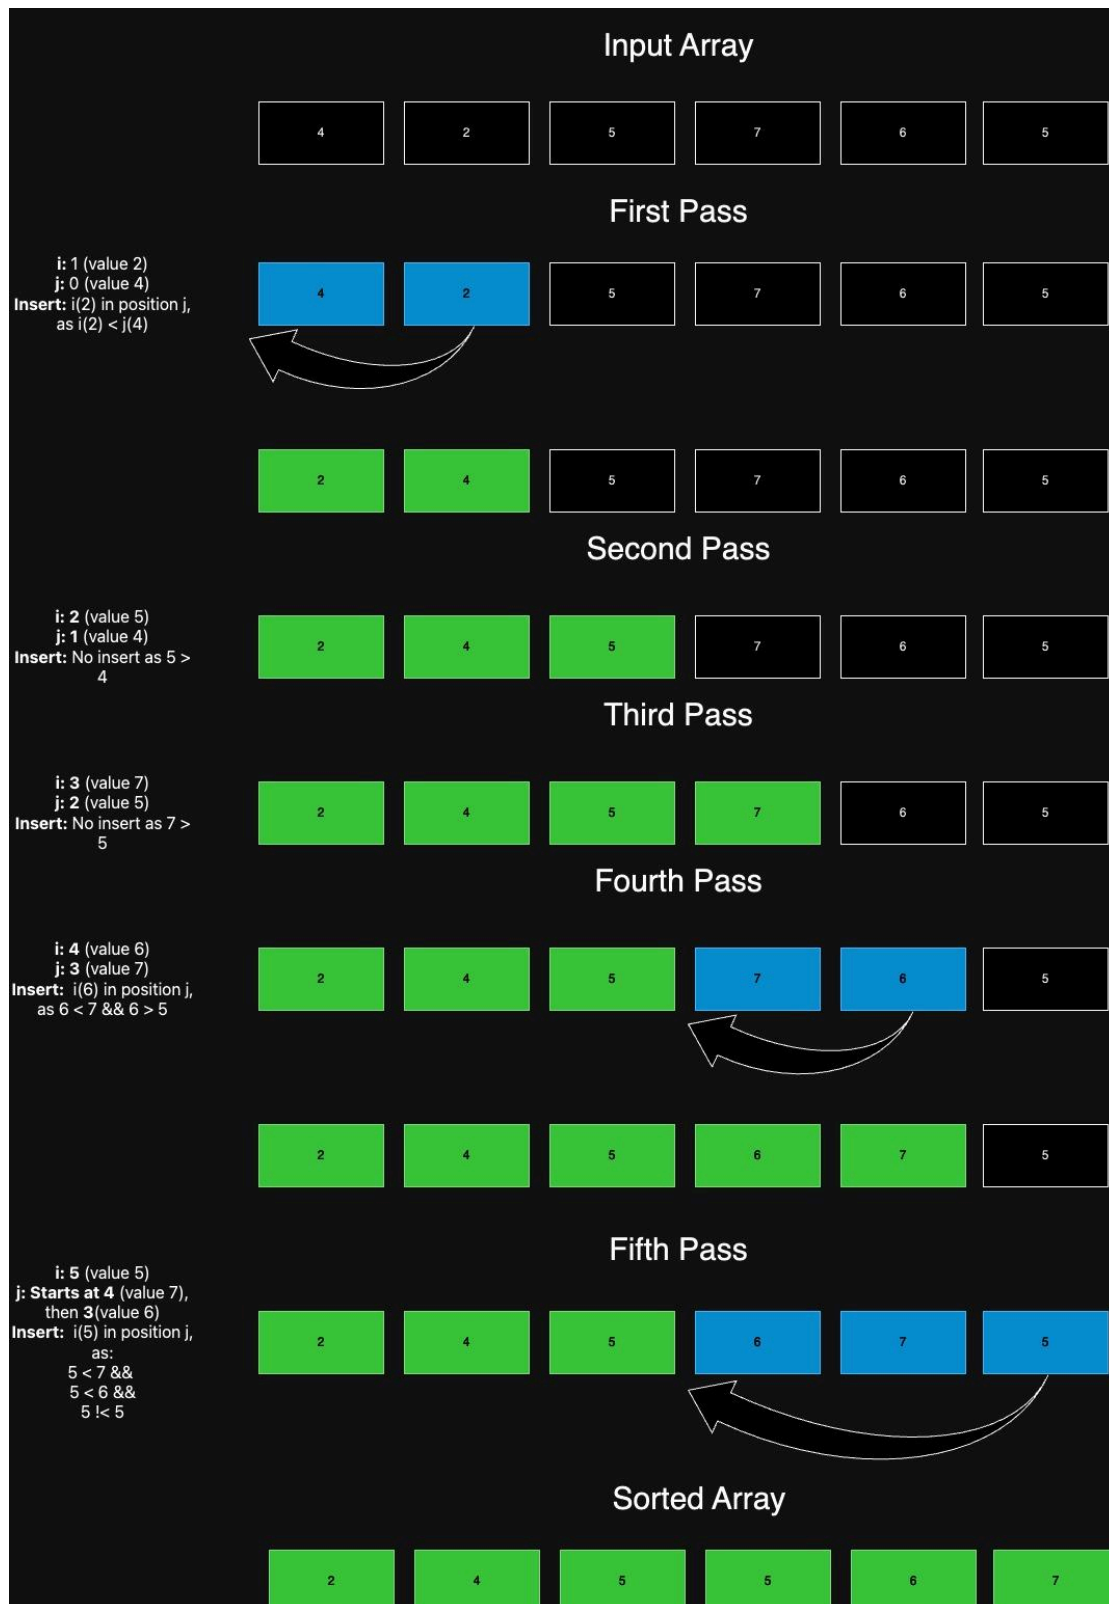 Input Array
4 2 5 7 6 5
First Pass
i: 1 (value 2)
j: 0 (value 4)
Insert: i(2) in position j,
as i(2) < j(4)
4 2 5 7 6 5
2 4 5 7 6 5
Second Pass
i: 2 (value 5)
j: 1 (value 4)
Insert: No insert as 5 >
4
2 4 5 7 6 5
Third Pass
i: 3 (value 7)
j: 2 (value 5)
Insert: No insert as 7 >
5
2 4 5 7 6 5
Fourth Pass
i: 4 (value 6)
j: 3 (value 7)
Insert: i(6) in position j,
as 6 < 7 && 6 > 5
2 4 5 7 6 5
2 4 5 6 7 5
Fifth Pass
i: 5 (value 5)
j: Starts at 4 (value 7),
then 3(value 6)
Insert: i(5) in position j,
as:
5 < 7 &&
5 < 6 &&
5 !< 5
2 4 5 6 7 5
Sorted Array
2 4 5 5 6 7